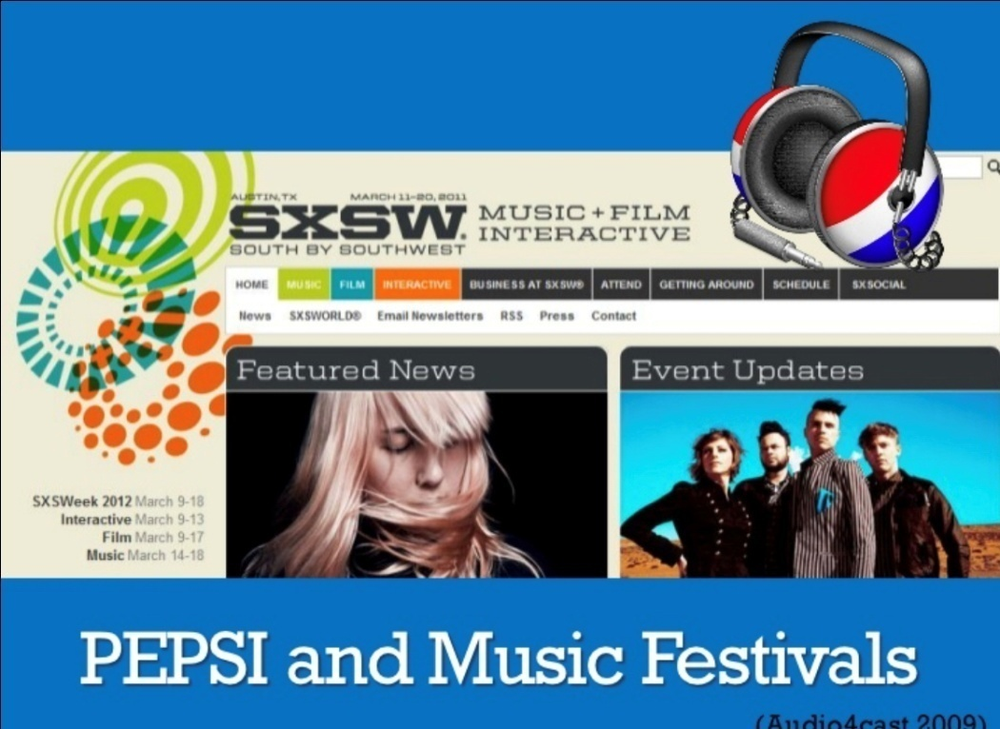 AUSTIN, TX MARCH 11-20, 2011
SXSW. MUSIC + FILM
INTERACTIVE
SOUTH BY SOUTHWEST
HOME MUSIC FILM INTERACTIVE BUSINESS AT SXSW® ATTEND GETTING AROUND SCHEDULE SXSOCIAL
News SXSWORLD® Email Newsletters RSS Press Contact
Featured News Event Updates
SXSWeek 2012 March 9-18
Interactive March 9-13
Film March 9-17
Music March 14-18
PEPSI and Music Festivals
(Audio4cast 2009)